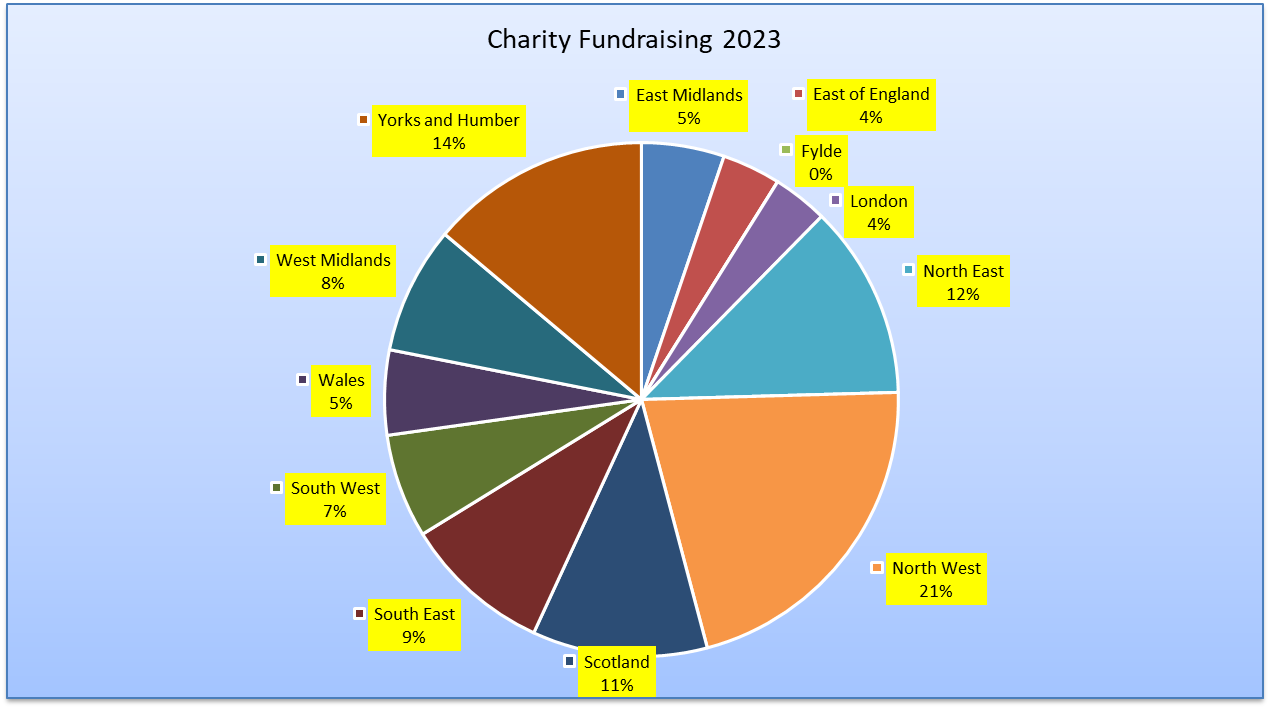 Charity Fundraising 2023
East Midlands
5%
East of England
4%
Fylde
0%
London
4%
North East
12%
North West
21%
Scotland
11%
South East
9%
South West
7%
Wales
5%
West Midlands
8%
Yorks and Humber
14%